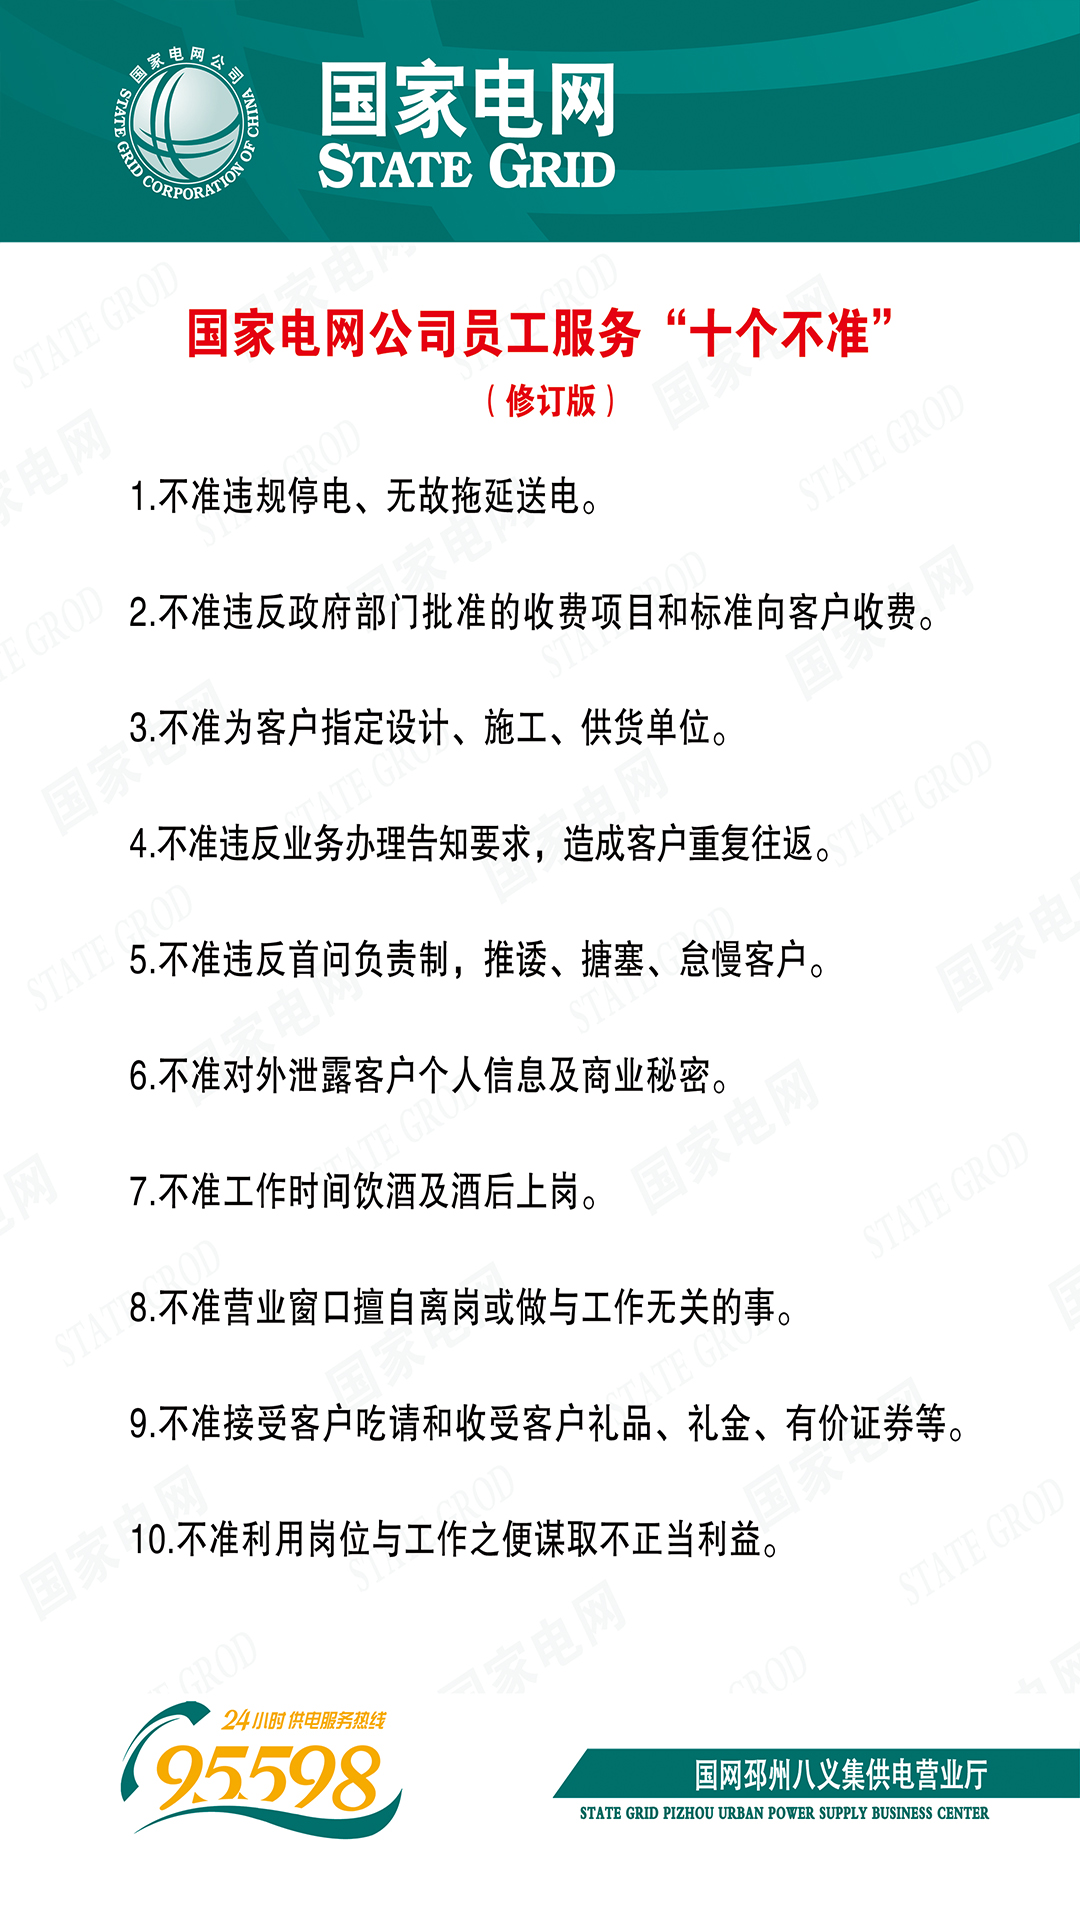 国家电网公司
STATE GRID CORPORATION OF CHINA
国家电网
STATE GRID
国家电网公司员工服务“十个不准”
（修订版）
1.不准违规停电、无故拖延送电。
2.不准违反政府部门批准的收费项目和标准向客户收费。
3.不准为客户指定设计、施工、供货单位。
4.不准违反业务办理告知要求，造成客户重复往返。
5.不准违反首问负责制，推诿、搪塞、怠慢客户。
6.不准对外泄露客户个人信息及商业秘密。
7.不准工作时间饮酒及酒后上岗。
8.不准营业窗口擅自离岗或做与工作无关的事。
9.不准接受客户吃请和收受客户礼品、礼金、有价证券等。
10.不准利用岗位与工作之便谋取不正当利益。
24小时供电服务热线
95598
国网邳州八义集供电营业厅
STATE GRID PIZHOU URBAN POWER SUPPLY BUSINESS CENTER
国家电网
STATE GROD